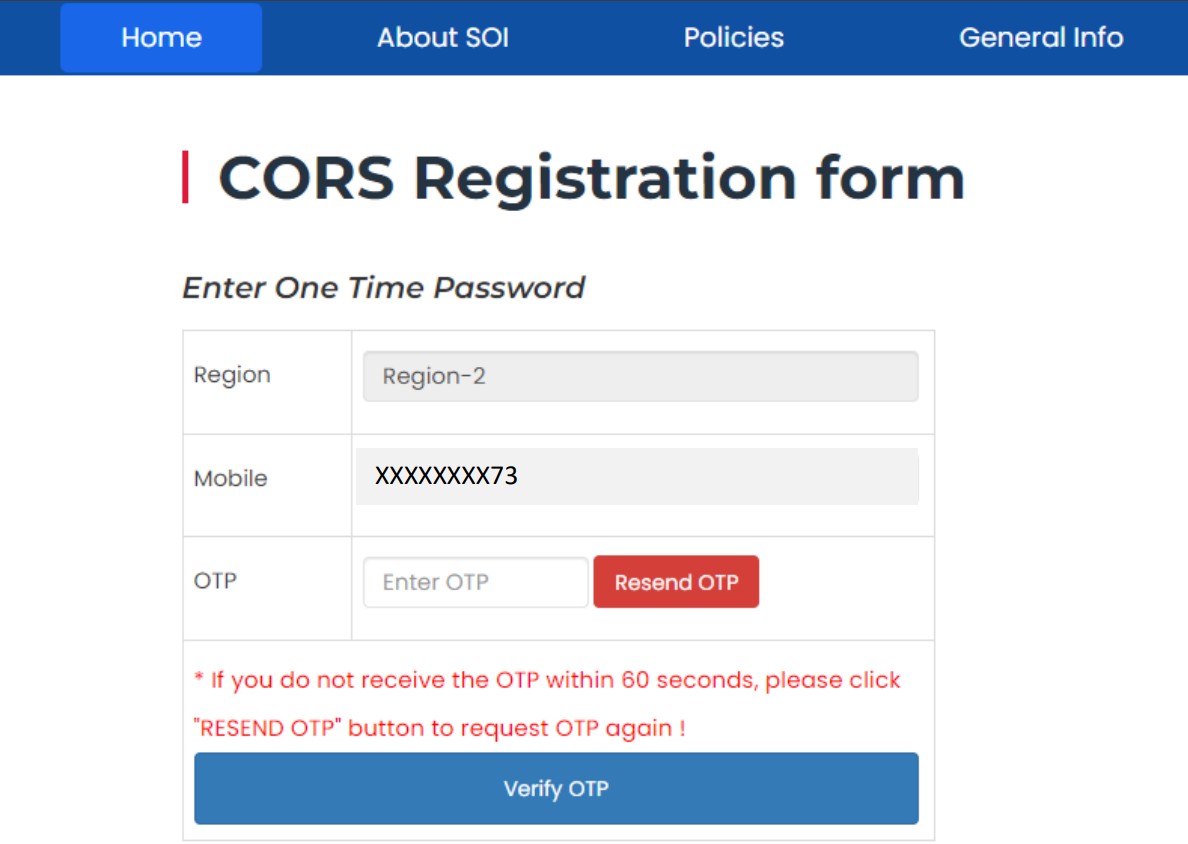 Home About SOI Policies General Info
CORS Registration form
Enter One Time Password
Region Region-2
Mobile XXXXXXXX73
OTP Enter OTP Resend OTP
* If you do not receive the OTP within 60 seconds, please click
"RESEND OTP" button to request OTP again !
Verify OTP